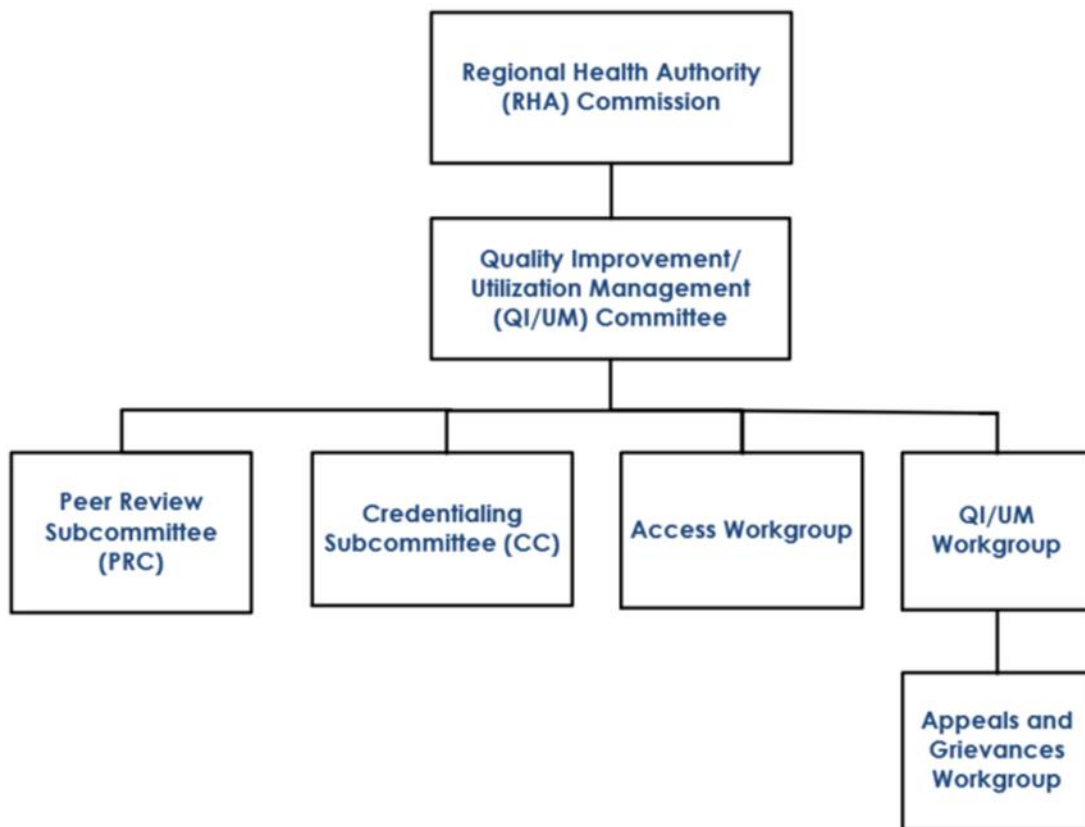 Regional Health Authority
(RHA) Commission
Quality Improvement/
Utilization Management
(QI/UM) Committee
Peer Review
Subcommittee
(PRC)
Credentialing
Subcommittee (CC)
Access Workgroup
QI/UM
Workgroup
Appeals and
Grievances
Workgroup